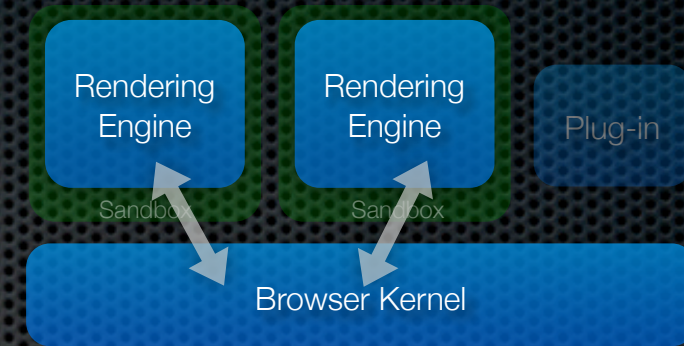 Rendering
Engine
Rendering
Engine
Plug-in
Sandbox
Sandbox
Browser Kernel